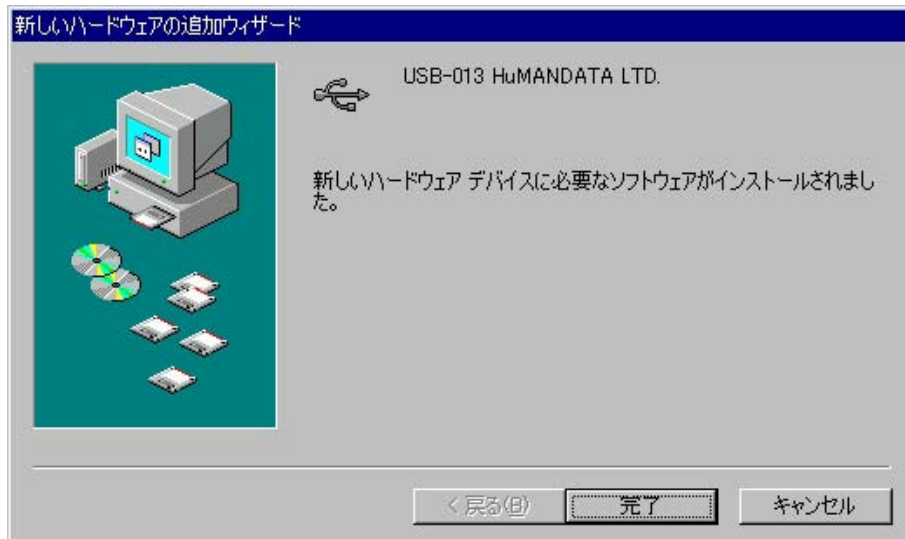 新しいハードウェアの追加ウィザード
USB-013 HuMANDATA LTD.
新しいハードウェア デバイスに必要なソフトウェアがインストールされまし
た。
< 戻る(B)
完了
キャンセル